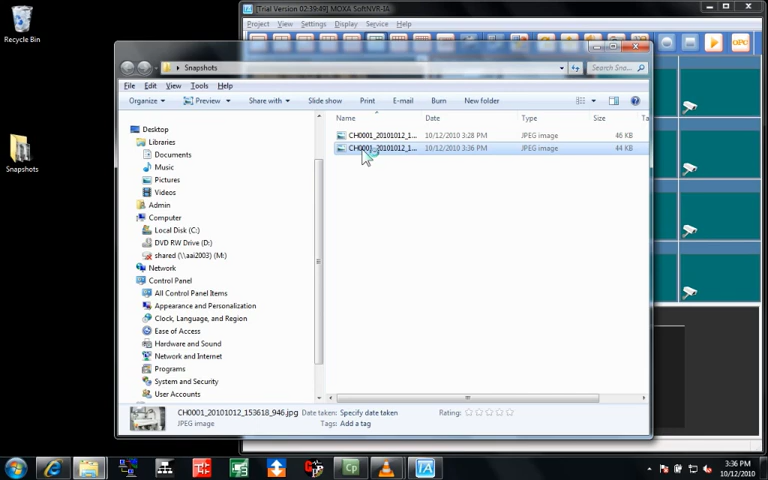 [Trial Version 02:39:49] MOXA SoftNVR-IA
Project View Settings Display Service Help
OPC
Recycle Bin
Snapshots
Snapshots
Search Sna...
File Edit View Tools Help
Organize Preview Share with Slide show Print E-mail Burn New folder
Name Date Type Size Ta
CH0001_20101012_1... 10/12/2010 3:28 PM JPEG image 46 KB
CH0001_20101012_1... 10/12/2010 3:36 PM JPEG image 44 KB
Desktop
Libraries
Documents
Music
Pictures
Videos
Admin
Computer
Local Disk (C:)
DVD RW Drive (D:)
shared (\\aai2003) (M:)
Network
Control Panel
All Control Panel Items
Appearance and Personalization
Clock, Language, and Region
Ease of Access
Hardware and Sound
Network and Internet
Programs
System and Security
User Accounts
CH0001_20101012_153618_946.jpg Date taken: Specify date taken Rating:
JPEG image Tags: Add a tag
Cp
IA
3:36 PM
10/12/2010